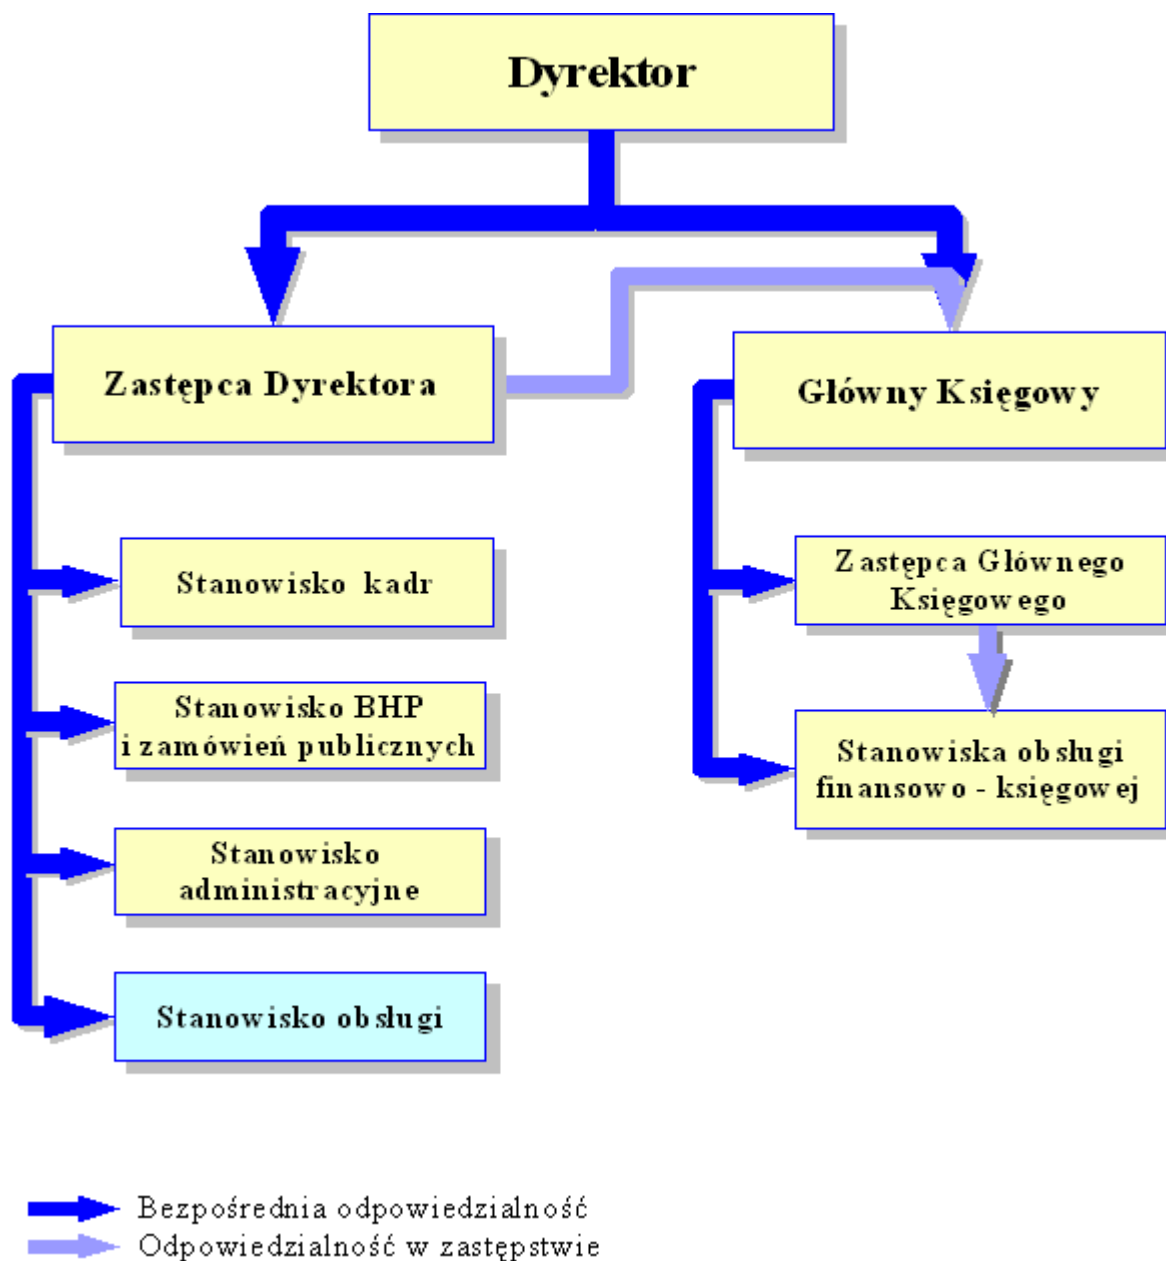 Dyrektor
Zastępca Dyrektora
Główny Księgowy
Stanowisko kadr
Stanowisko BHP
i zamówień publicznych
Stanowisko
administracyjne
Stanowisko obsługi
Zastępca Głównego
Księgowego
Stanowiska obsługi
finansowo - księgowej
Bezpośrednia odpowiedzialność
Odpowiedzialność w zastępstwie